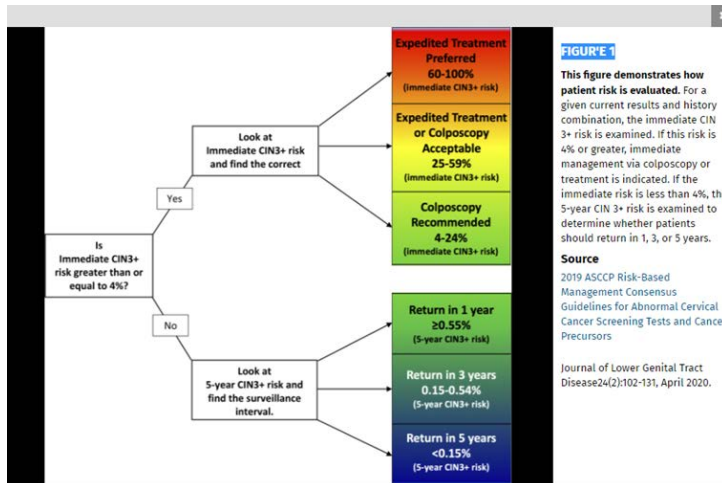 Expedited Treatment
Preferred
60-100%
(immediate CIN3+ risk)
Expedited Treatment
or Colposcopy
Acceptable
25-59%
(immediate CIN3+ risk)
Colposcopy
Recommended
4-24%
(immediate CIN3+ risk)
Look at
Immediate CIN3+ risk
and find the correct
Yes
Is
Immediate CIN3+
risk greater than or
equal to 4%?
No
Look at
5-year CIN3+ risk and
find the surveillance
interval.
Return in 1 year
≥0.55%
(5-year CIN3+ risk)
Return in 3 years
0.15-0.54%
(5-year CIN3+ risk)
Return in 5 years
<0.15%
(5-year CIN3+ risk)
FIGUR'E 1
This figure demonstrates how
patient risk is evaluated. For a
given current results and history
combination, the immediate CIN
3+ risk is examined. If this risk is
4% or greater, immediate
management via colposcopy or
treatment is indicated. If the
immediate risk is less than 4%, th
5-year CIN 3+ risk is examined to
determine whether patients
should return in 1, 3, or 5 years.
Source
2019 ASCCP Risk-Based
Management Consensus
Guidelines for Abnormal Cervical
Cancer Screening Tests and Cance
Precursors
Journal of Lower Genital Tract
Disease24(2):102-131, April 2020.